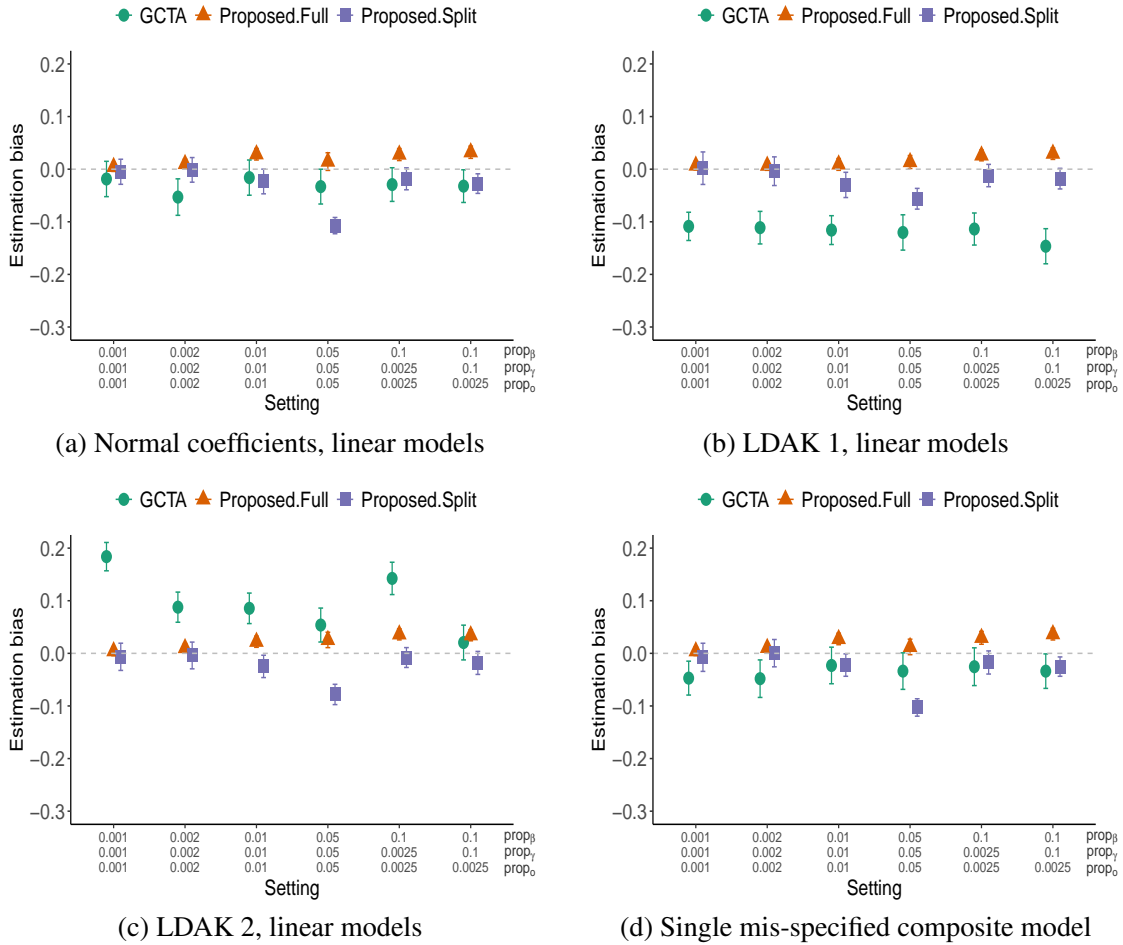 GCTA Proposed.Full Proposed.Split
GCTA Proposed.Full Proposed.Split
Estimation bias
0.2
0.1
0.0
−0.1
−0.2
−0.3
0.001 0.002 0.01 0.05 0.1 0.1 propβ
0.001 0.002 0.01 0.05 0.0025 0.1 propγ
0.001 0.002 0.01 0.05 0.0025 0.0025 propo
Setting
(a) Normal coefficients, linear models
Estimation bias
0.2
0.1
0.0
−0.1
−0.2
−0.3
0.001 0.002 0.01 0.05 0.1 0.1 propβ
0.001 0.002 0.01 0.05 0.0025 0.1 propγ
0.001 0.002 0.01 0.05 0.0025 0.0025 propo
Setting
(b) LDAK 1, linear models
GCTA Proposed.Full Proposed.Split
GCTA Proposed.Full Proposed.Split
Estimation bias
0.2
0.1
0.0
−0.1
−0.2
−0.3
0.001 0.002 0.01 0.05 0.1 0.1 propβ
0.001 0.002 0.01 0.05 0.0025 0.1 propγ
0.001 0.002 0.01 0.05 0.0025 0.0025 propo
Setting
(c) LDAK 2, linear models
Estimation bias
0.2
0.1
0.0
−0.1
−0.2
−0.3
0.001 0.002 0.01 0.05 0.1 0.1 propβ
0.001 0.002 0.01 0.05 0.0025 0.1 propγ
0.001 0.002 0.01 0.05 0.0025 0.0025 propo
Setting
(d) Single mis-specified composite model